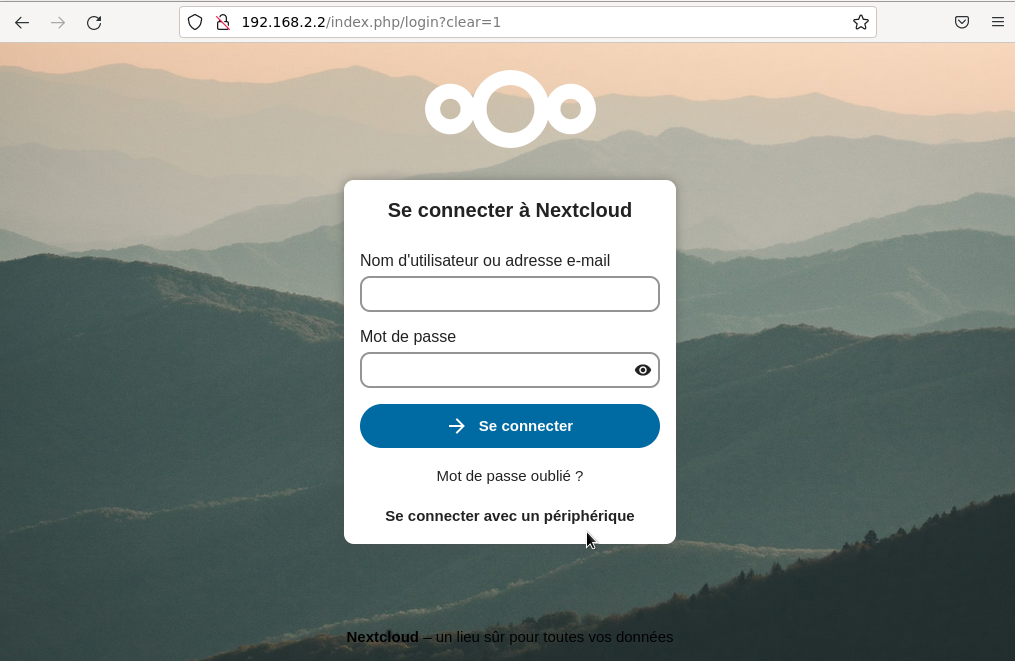 192.168.2.2/index.php/login?clear=1
Se connecter à Nextcloud
Nom d'utilisateur ou adresse e-mail
Mot de passe
Se connecter
Mot de passe oublié ?
Se connecter avec un périphérique
Nextcloud – un lieu sûr pour toutes vos données